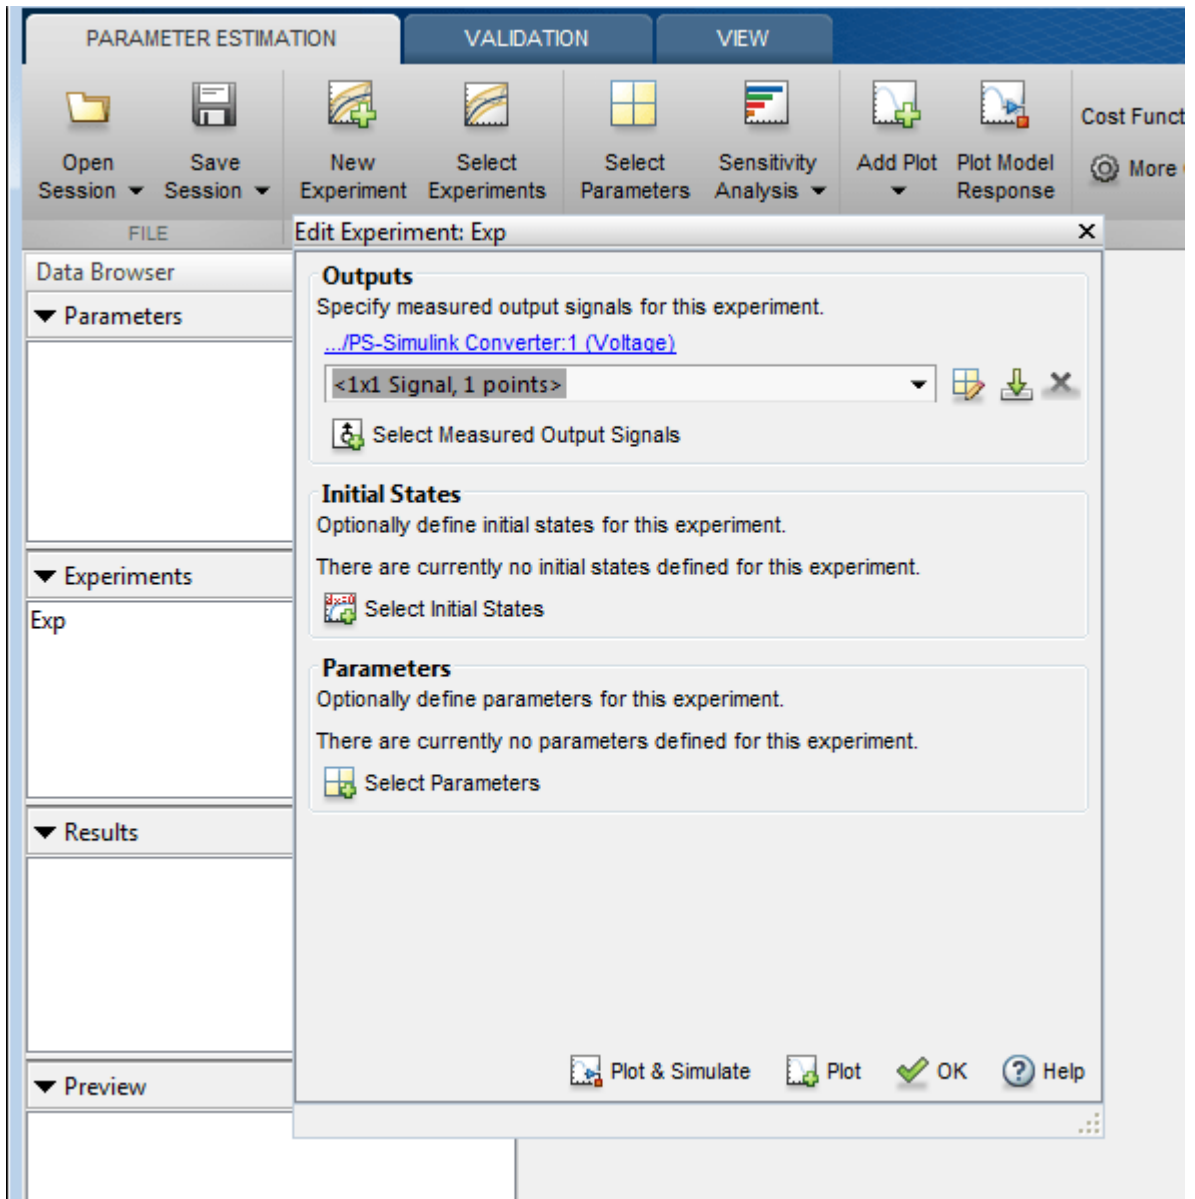 PARAMETER ESTIMATION VALIDATION VIEW
Open Session Save Session New Experiment Select Experiments Select Parameters Sensitivity Analysis Add Plot Plot Model Response
Cost Funct
More
FILE
Edit Experiment: Exp
Data Browser
Parameters
Experiments
Exp
Results
Preview
Outputs
Specify measured output signals for this experiment.
.../PS-Simulink Converter:1 (Voltage)
<1x1 Signal, 1 points>
Select Measured Output Signals
Initial States
Optionally define initial states for this experiment.
There are currently no initial states defined for this experiment.
Select Initial States
Parameters
Optionally define parameters for this experiment.
There are currently no parameters defined for this experiment.
Select Parameters
Plot & Simulate Plot OK Help